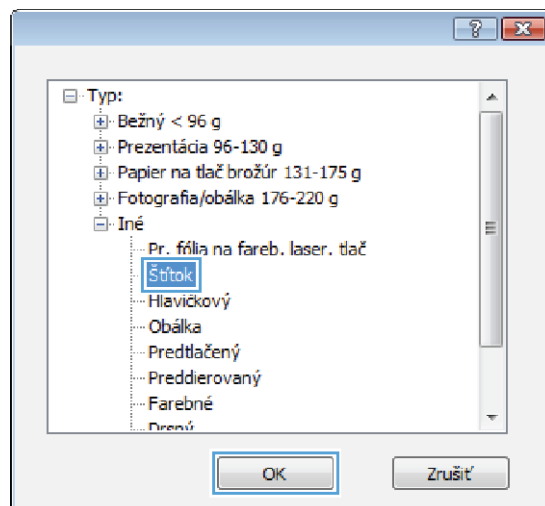 Typ:
Bežný < 96 g
Prezentácia 96-130 g
Papier na tlač brožúr 131-175 g
Fotografia/obálka 176-220 g
Iné
Pr. fólia na fareb. laser. tlač
Štítok
Hlavičkový
Obálka
Predtlačený
Preddierovaný
Farebné
Drsný
OK Zrušiť